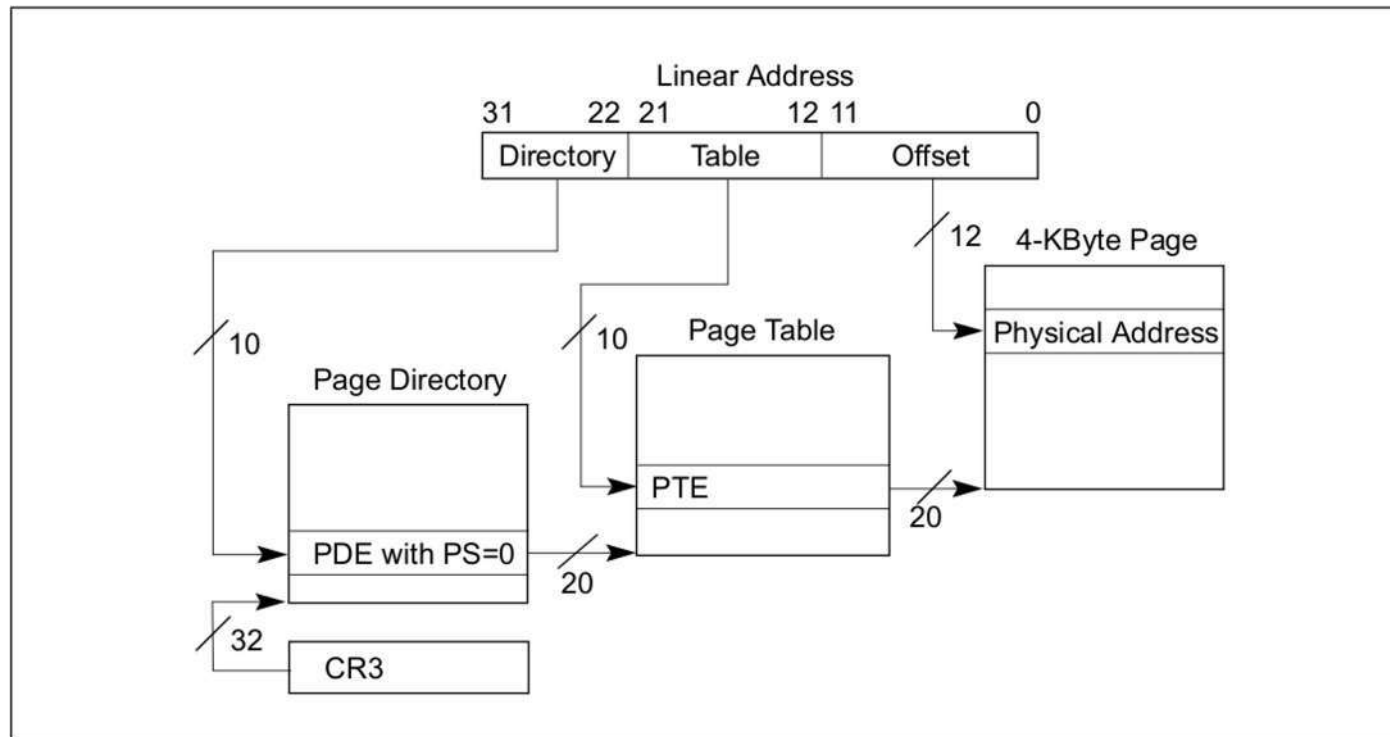 Linear Address
31 22 21 12 11 0
Directory Table Offset
12
4-KByte Page
Physical Address
10
10
Page Table
Page Directory
PTE
20
PDE with PS=0
20
32
CR3